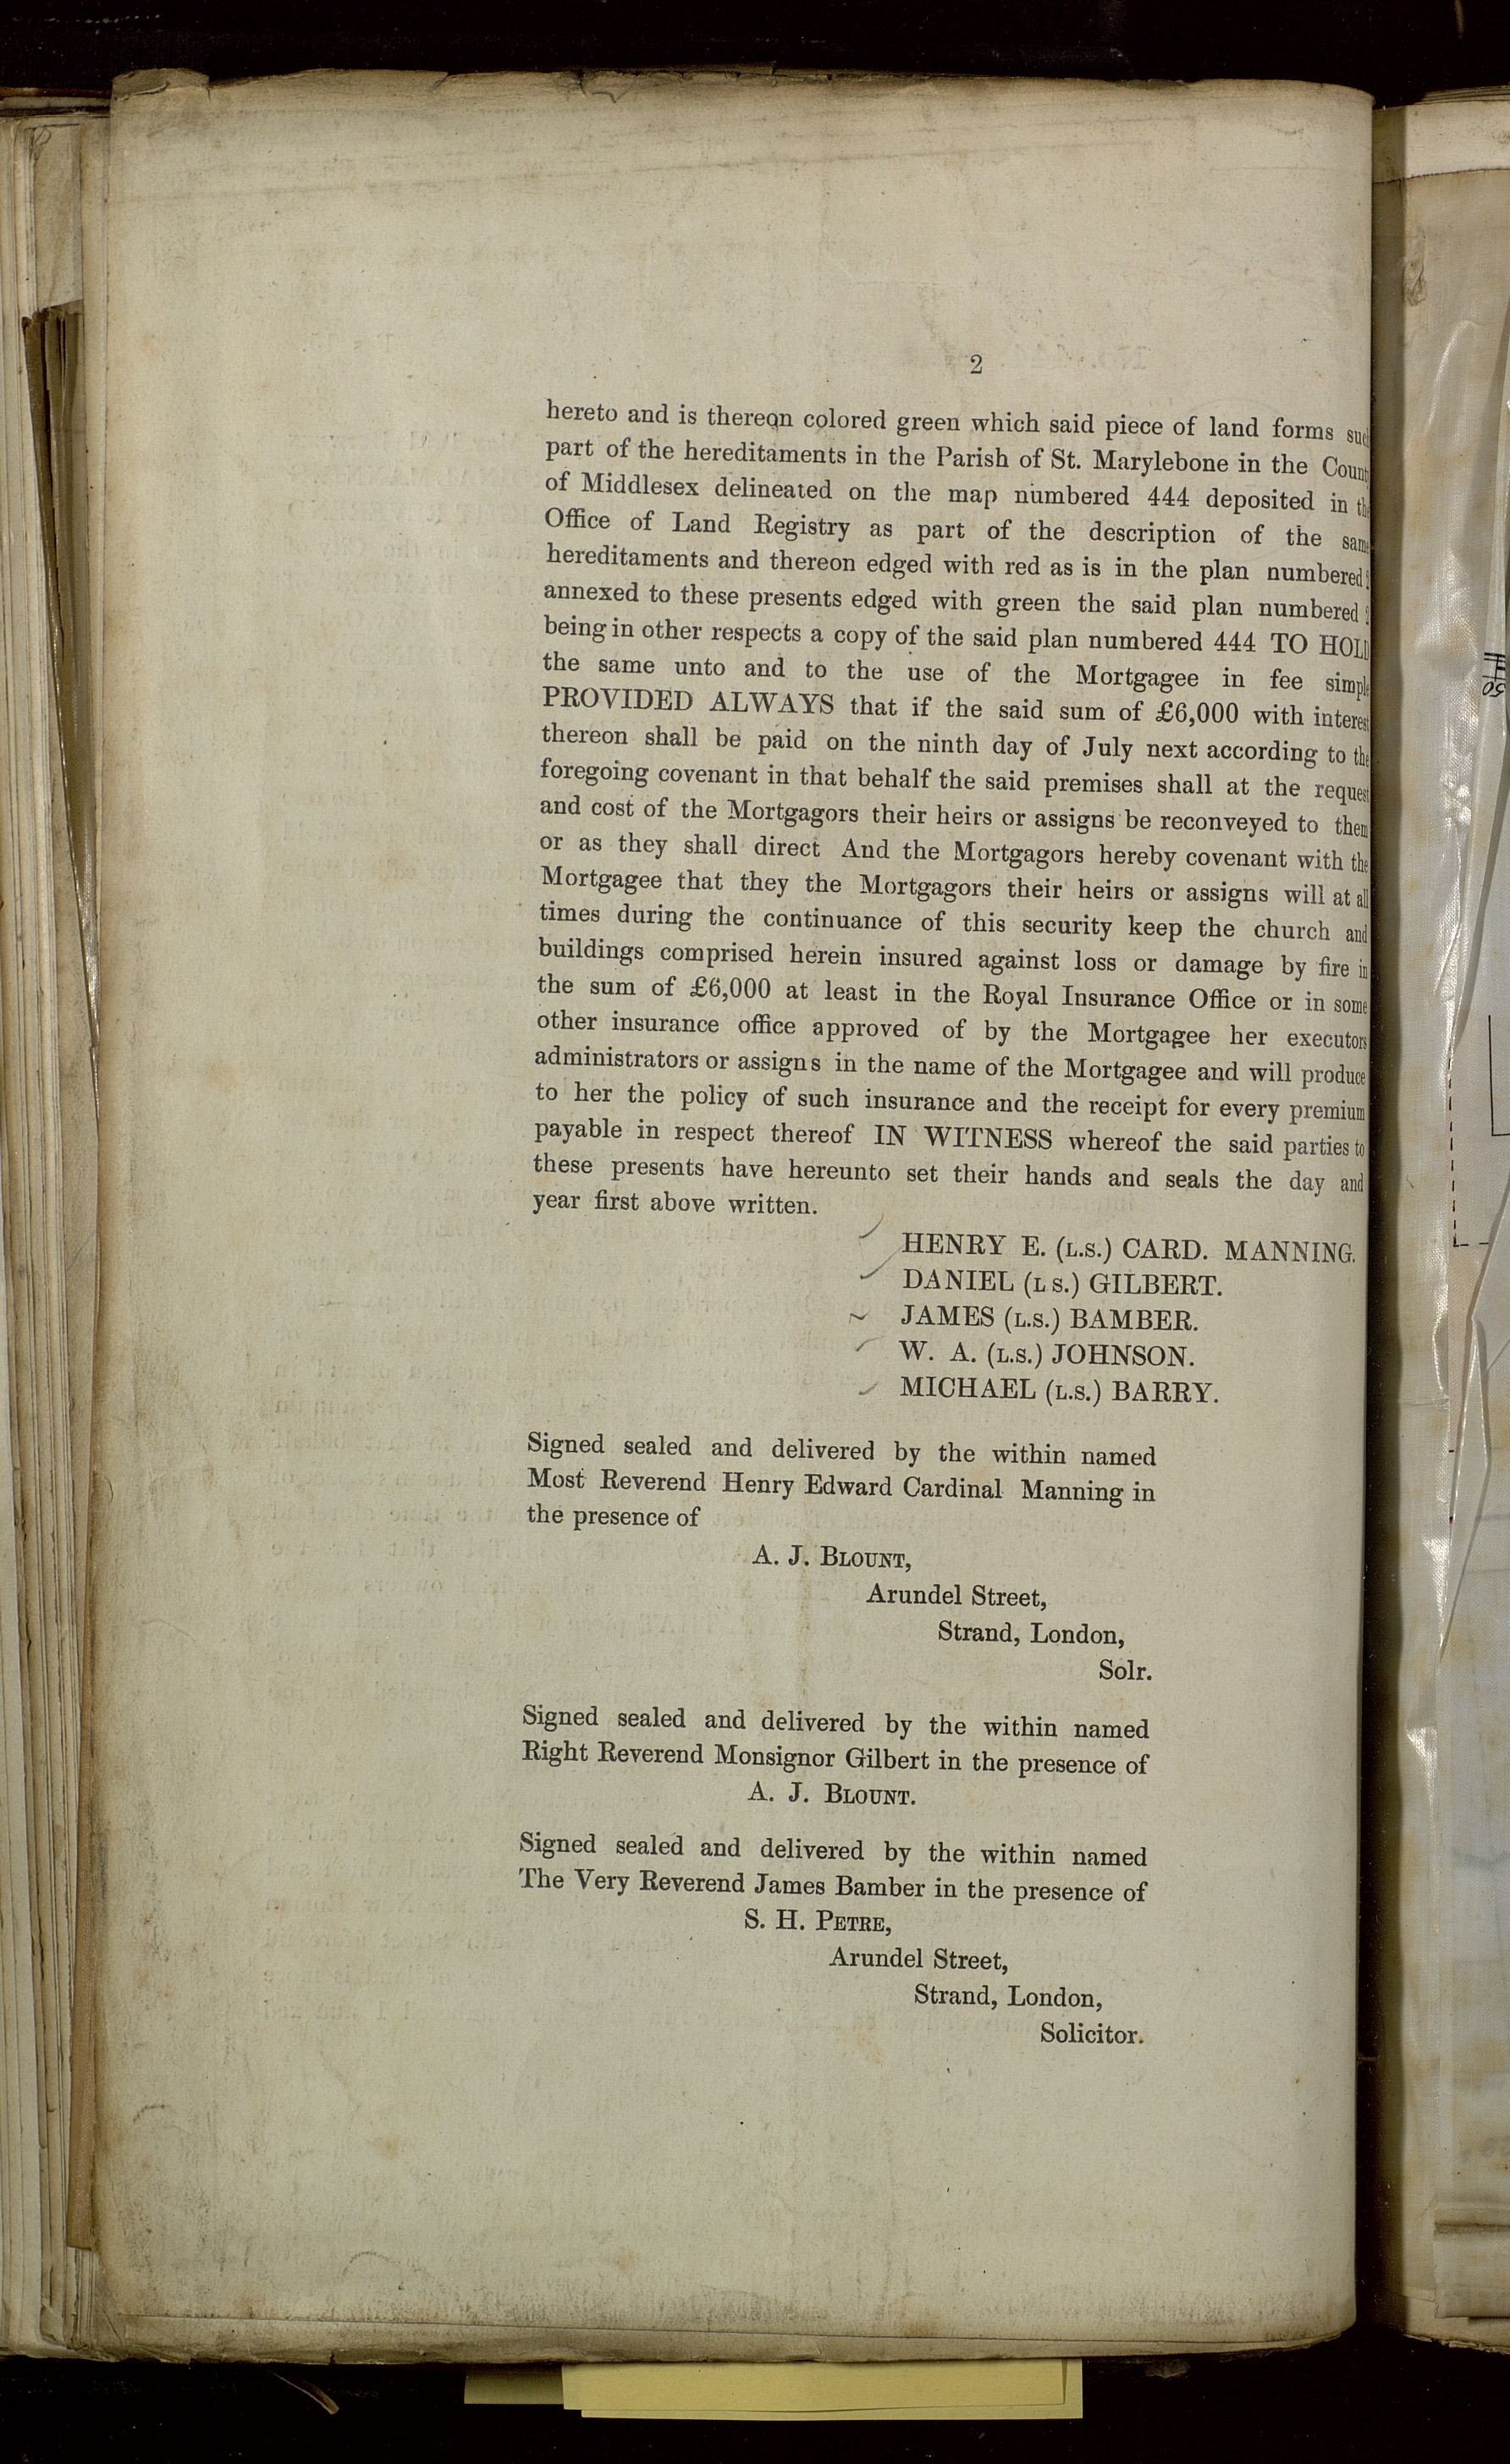 2
hereto and is thereon colored green which said piece of land forms suc
part of the hereditaments in the Parish of St. Marylebone in the Count
of Middlesex delineated on the map numbered 444 deposited in th
Office of Land Registry as part of the description of the same
hereditaments and thereon edged with red as is in the plan numbered
annexed to these presents edged with green the said plan numbered
being in other respects a copy of the said plan numbered 444 TO HOLD
the same unto and to the use of the Mortgagee in fee simple
PROVIDED ALWAYS that if the said sum of £6,000 with interest
thereon shall be paid on the ninth day of July next according to the
foregoing covenant in that behalf the said premises shall at the request
and cost of the Mortgagors their heirs or assigns be reconveyed to them
or as they shall direct And the Mortgagors hereby covenant with the
Mortgagee that they the Mortgagors their heirs or assigns will at all
times during the continuance of this security keep the church and
buildings comprised herein insured against loss or damage by fire in
the sum of £6,000 at least in the Royal Insurance Office or in some
other insurance office approved of by the Mortgagee her executors
administrators or assigns in the name of the Mortgagee and will produce
to her the policy of such insurance and the receipt for every premium
payable in respect thereof IN WITNESS whereof the said parties to
these presents have hereunto set their hands and seals the day and
year first above written.
HENRY E. (L.S.) CARD. MANNING.
DANIEL (L S.) GILBERT.
JAMES (L.S.) BAMBER.
W. A. (L.S.) JOHNSON.
MICHAEL (L.S.) BARRY.
Signed sealed and delivered by the within named
Most Reverend Henry Edward Cardinal Manning in
the presence of
A. J. BLOUNT,
Arundel Street,
Strand, London,
Solr.
Signed sealed and delivered by the within named
Right Reverend Monsignor Gilbert in the presence of
A. J. BLOUNT.
Signed sealed and delivered by the within named
The Very Reverend James Bamber in the presence of
S. H. PETRE,
Arundel Street,
Strand, London,
Solicitor.